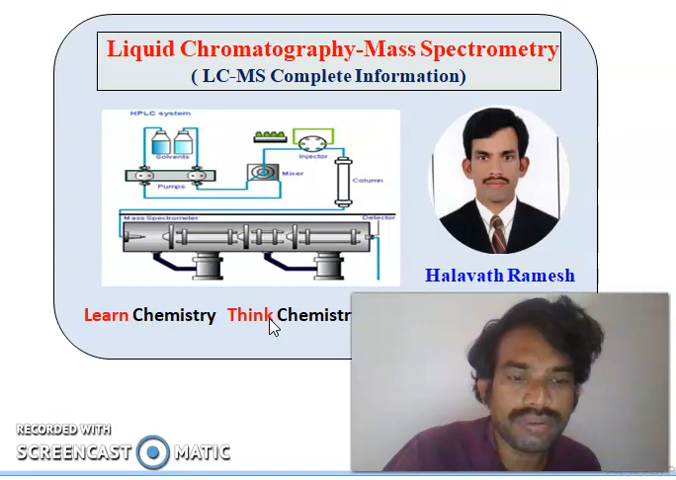 Liquid Chromatography-Mass Spectrometry
( LC-MS Complete Information)
HPLC system
Solvents
Injector
Mixer
Pumps
Column
Mass Spectrometer
Detector
Halavath Ramesh
Learn Chemistry Think Chemistr
RECORDED WITH
SCREENCAST MATIC